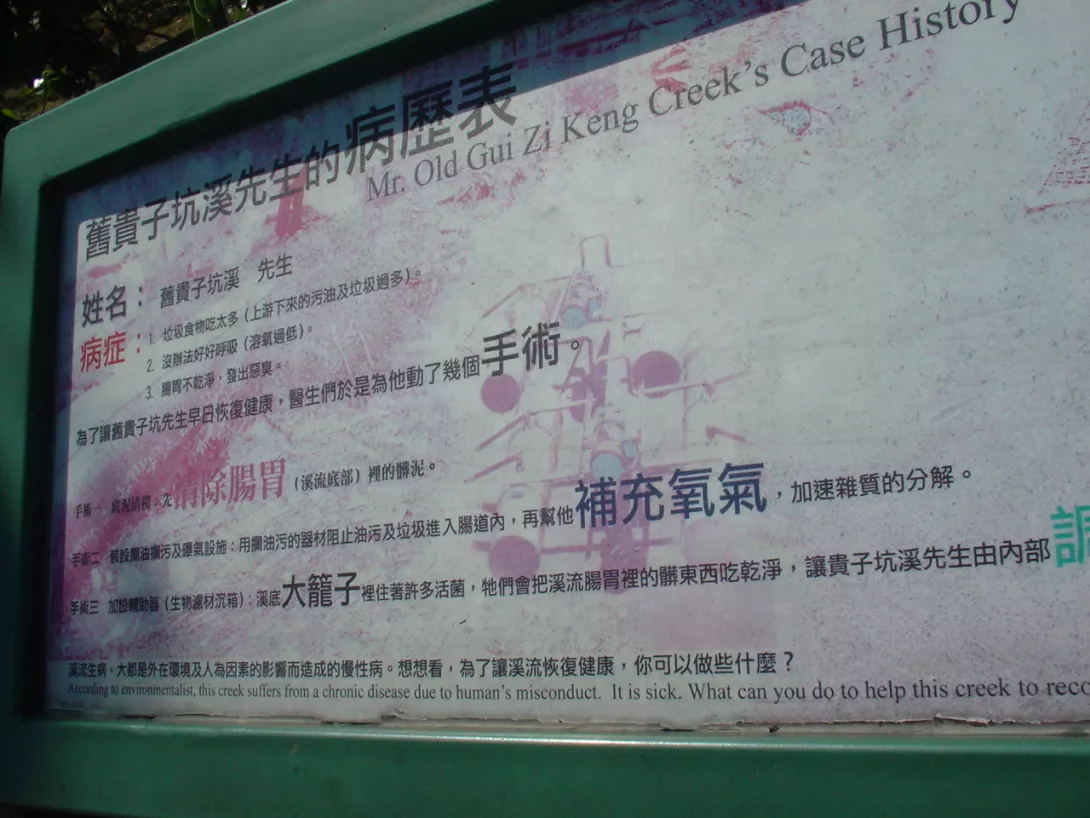 舊貴子坑溪先生的病歷表
Mr. Old Gui Zi Keng Creek's Case History
姓名：舊貴子坑溪 先生
病症：1. 垃圾食物吃太多（上游下來的污油及垃圾過多）。
2. 沒辦法好好呼吸（溶氧過低）。
3. 腸胃不乾淨，發出惡臭。
為了讓舊貴子坑先生早日恢復健康，醫生們於是為他動了幾個手術。
手術一 底泥清除：先清除腸胃（溪流底部）裡的髒泥。
手術二 裝設攔油攔污及曝氣設施：用攔油污的器材阻止油污及垃圾進入腸道內，再幫他補充氧氣，加速雜質的分解。
手術三 加設輔助器（生物濾材沉箱）：溪底大籠子裡住著許多活菌，牠們會把溪流腸胃裡的髒東西吃乾淨，讓貴子坑溪先生由內部
溪流生病，大都是外在環境及人為因素的影響而造成的慢性病。想想看，為了讓溪流恢復健康，你可以做些什麼？
According to environmentalist, this creek suffers from a chronic disease due to human's misconduct. It is sick. What can you do to help this creek to reco